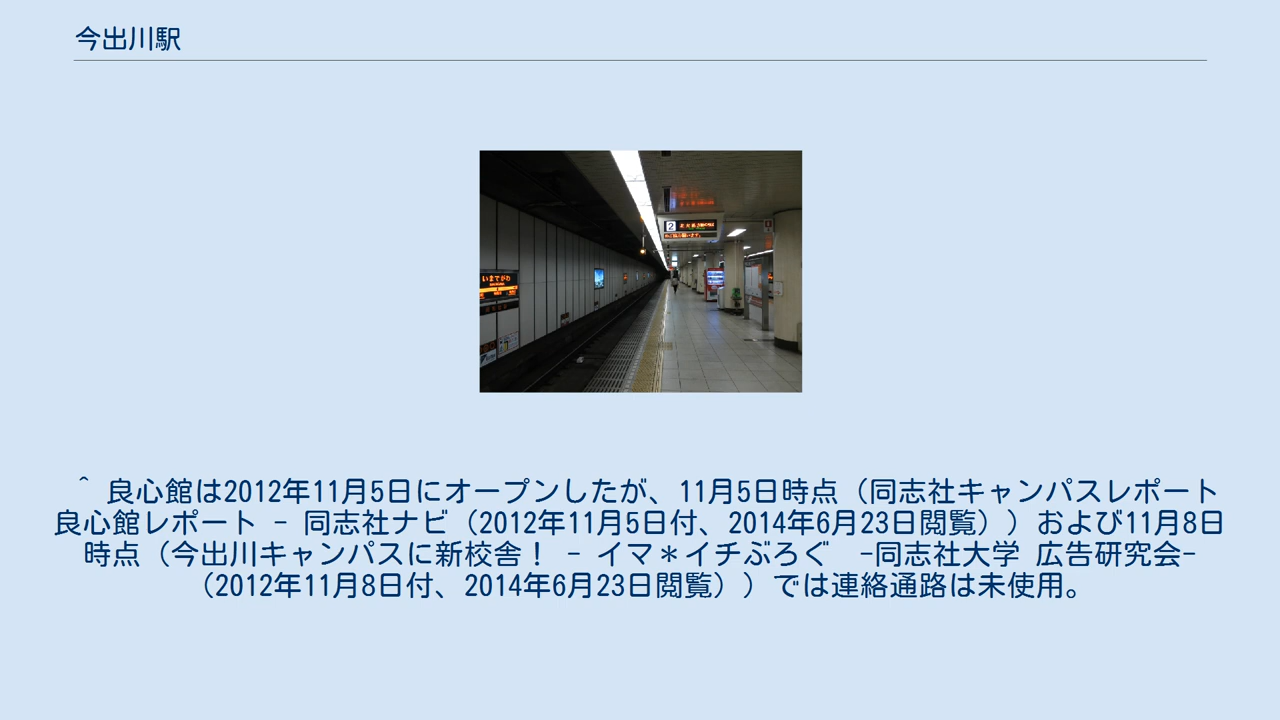 今出川駅
2
いまでがわ
^ 良心館は2012年11月5日にオープンしたが、11月5日時点（同志社キャンパスレポート
良心館レポート - 同志社ナビ（2012年11月5日付、2014年6月23日閲覧））および11月8日
時点（今出川キャンパスに新校舎！ - イマ＊イチぶろぐ　-同志社大学 広告研究会-
（2012年11月8日付、2014年6月23日閲覧））では連絡通路は未使用。